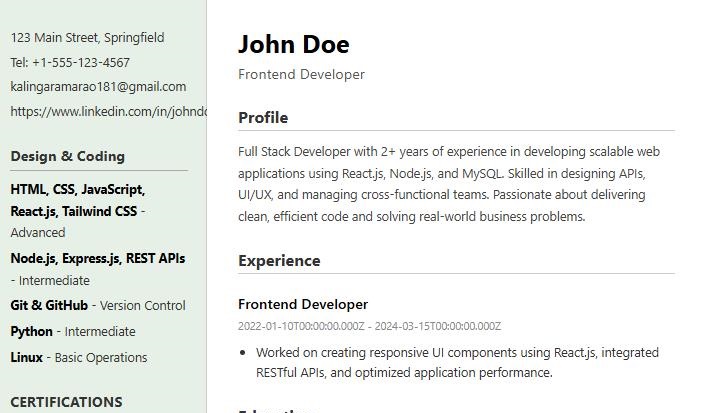 123 Main Street, Springfield
Tel: +1-555-123-4567
kalingaramarao181@gmail.com
https://www.linkedin.com/in/johndo
Design & Coding
HTML, CSS, JavaScript,
React.js, Tailwind CSS -
Advanced
Node.js, Express.js, REST APIs
- Intermediate
Git & GitHub - Version Control
Python - Intermediate
Linux - Basic Operations
CERTIFICATIONS
John Doe
Frontend Developer
Profile
Full Stack Developer with 2+ years of experience in developing scalable web
applications using React.js, Node.js, and MySQL. Skilled in designing APIs,
UI/UX, and managing cross-functional teams. Passionate about delivering
clean, efficient code and solving real-world business problems.
Experience
Frontend Developer
2022-01-10T00:00:00.000Z - 2024-03-15T00:00:00.000Z
• Worked on creating responsive UI components using React.js, integrated
RESTful APIs, and optimized application performance.